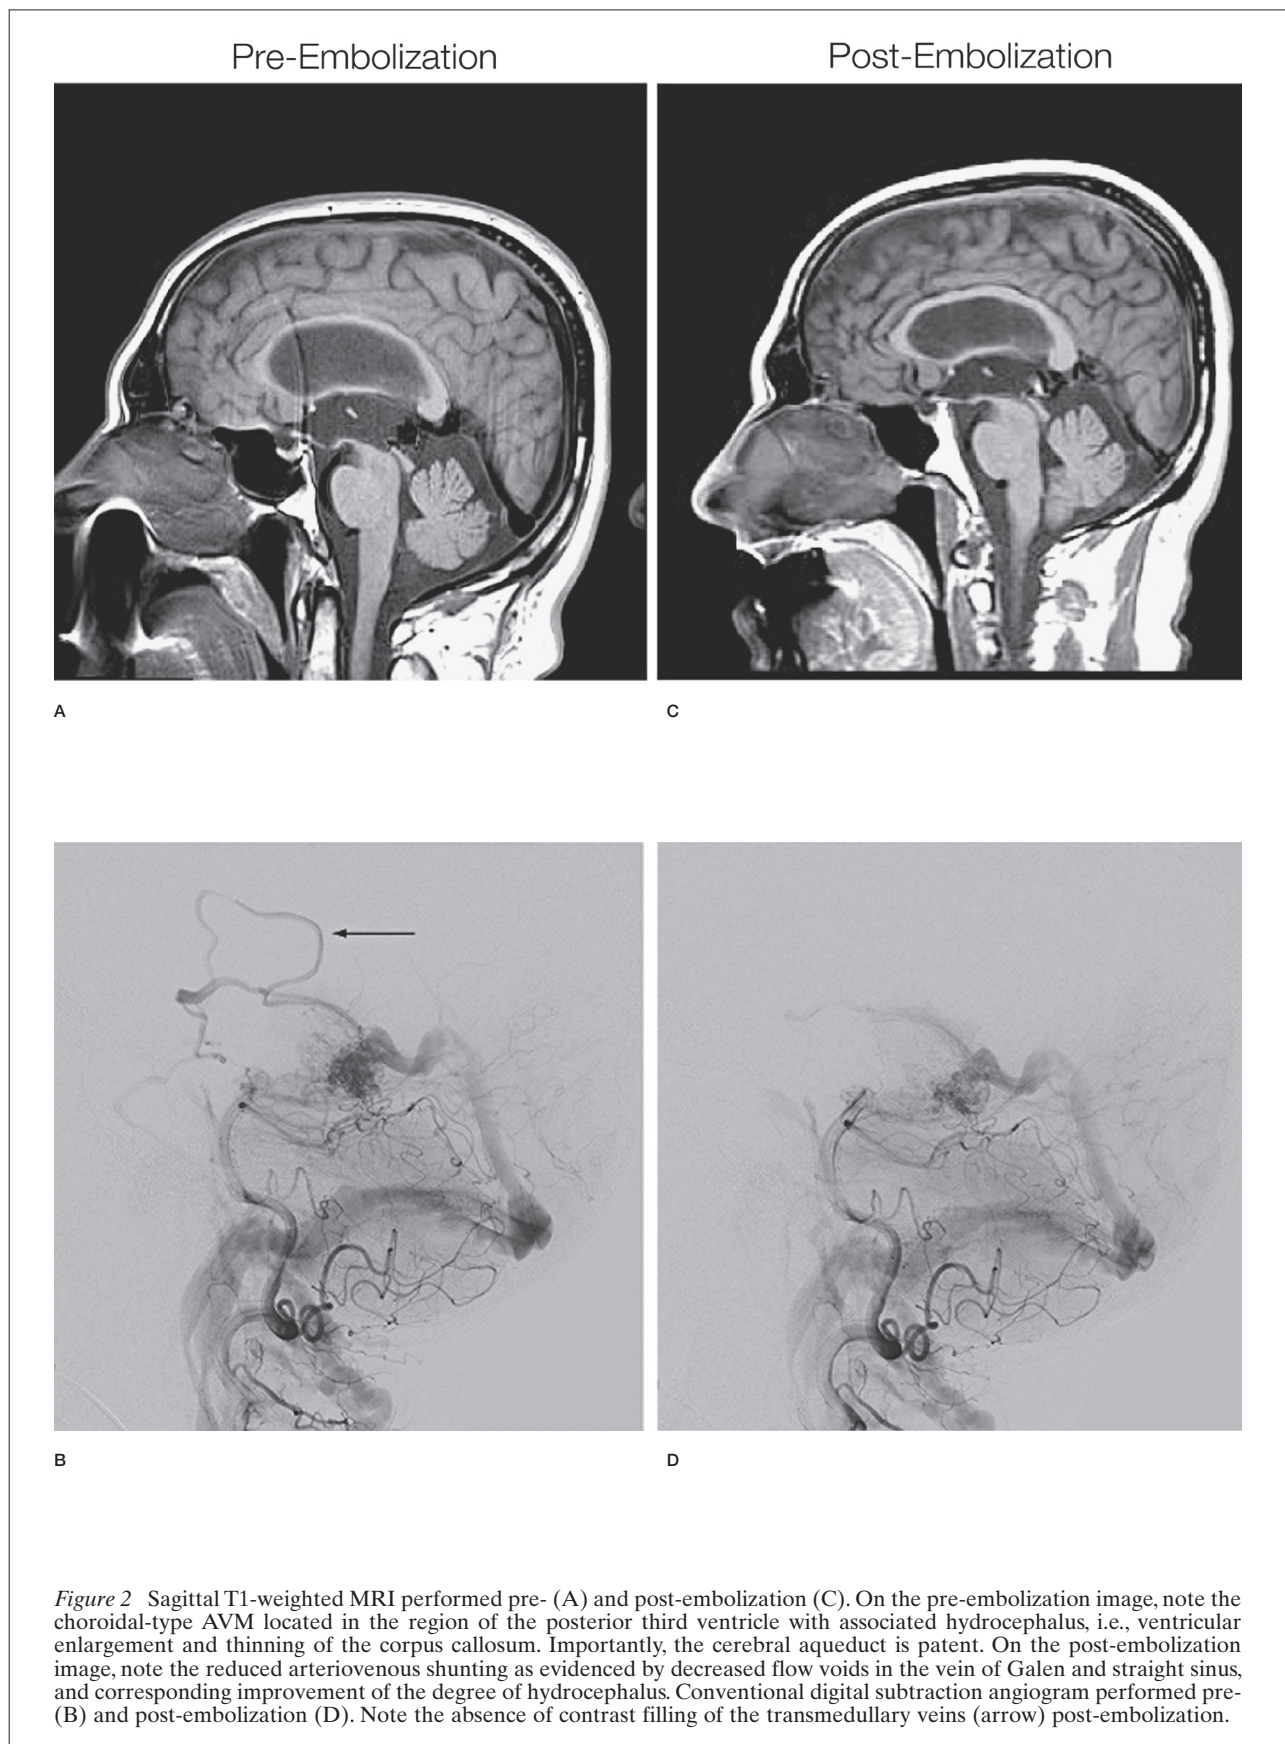 Pre-Embolization
Post-Embolization
A
C
B
D
Figure 2 Sagittal T1-weighted MRI performed pre- (A) and post-embolization (C). On the pre-embolization image, note the
choroidal-type AVM located in the region of the posterior third ventricle with associated hydrocephalus, i.e., ventricular
enlargement and thinning of the corpus callosum. Importantly, the cerebral aqueduct is patent. On the post-embolization
image, note the reduced arteriovenous shunting as evidenced by decreased flow voids in the vein of Galen and straight sinus,
and corresponding improvement of the degree of hydrocephalus. Conventional digital subtraction angiogram performed pre-
(B) and post-embolization (D). Note the absence of contrast filling of the transmedullary veins (arrow) post-embolization.